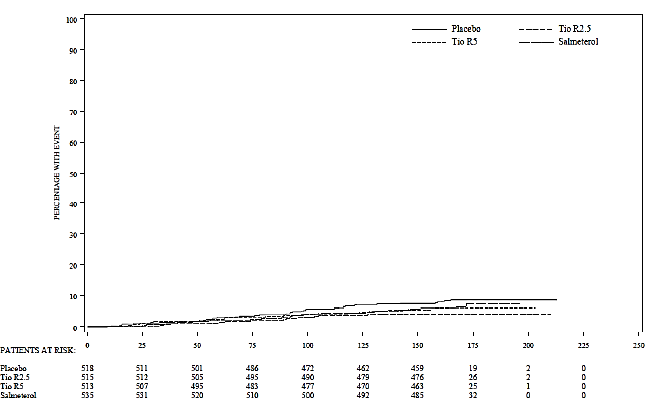 100
Placebo Tio R2.5
Tio R5 Salmeterol
90
80
70
60
50
40
30
20
10
0
PERCENTAGE WITH EVENT
0 25 50 75 100 125 150 175 200 225 250
PATIENTS AT RISK:
Placebo 518 511 501 486 472 462 459 19 2 0
Tio R2.5 515 512 505 495 490 479 476 26 2 0
Tio R5 513 507 495 483 477 470 463 25 1 0
Salmeterol 535 531 520 510 500 492 485 32 0 0